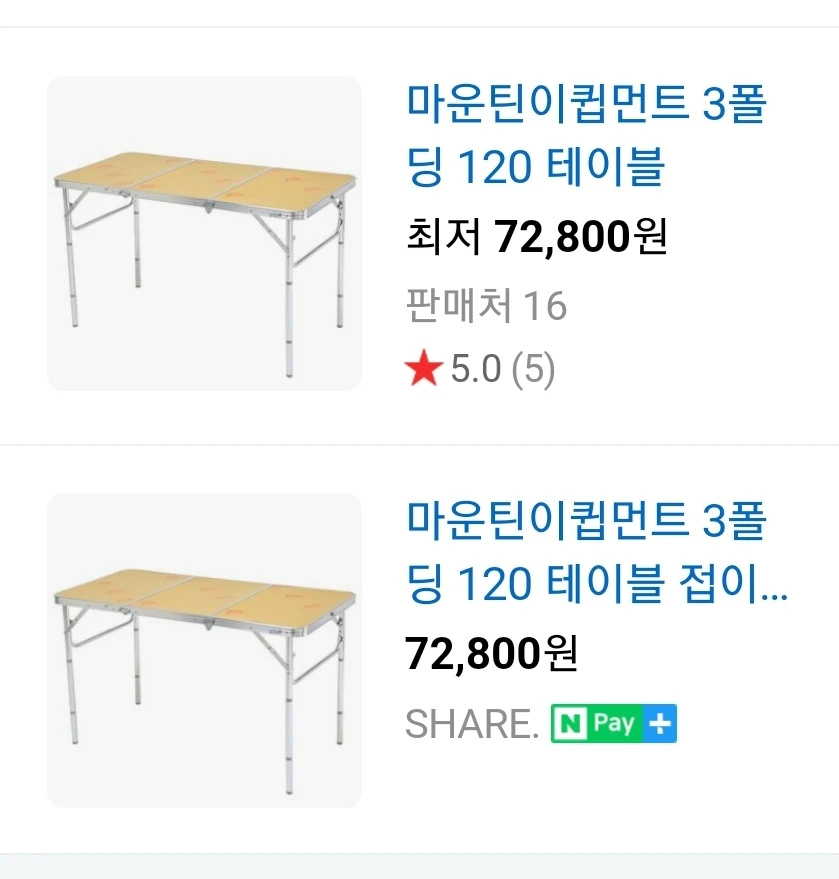 마운틴이큅먼트 3폴
딩 120 테이블
최저 72,800원
판매처 16
5.0 (5)
마운틴이큅먼트 3폴
딩 120 테이블 접이...
72,800원
SHARE. N Pay +